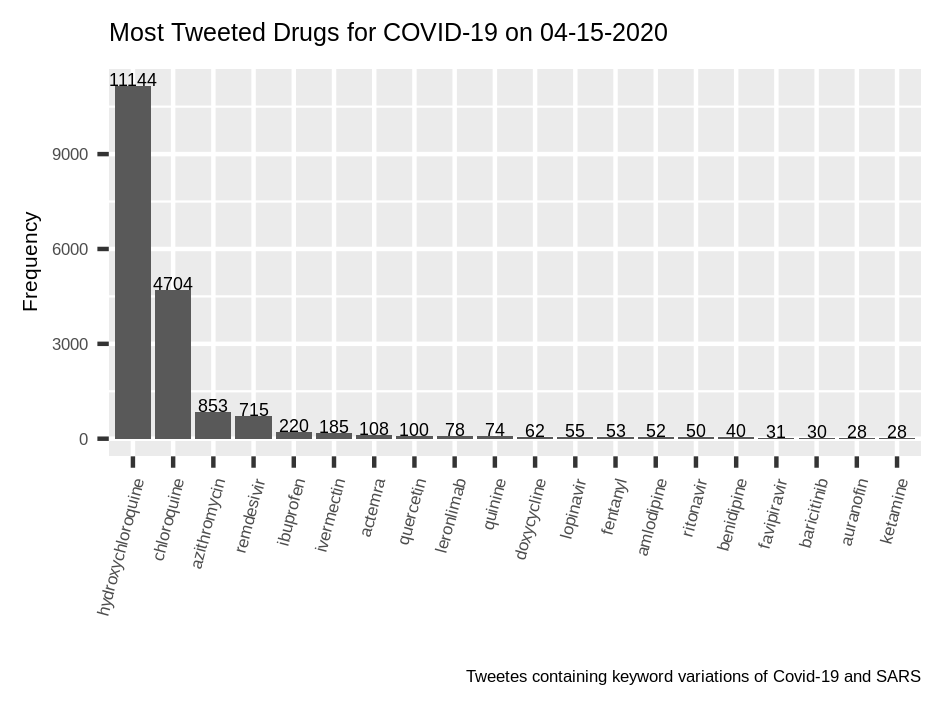 Most Tweeted Drugs for COVID-19 on 04-15-2020
Frequency
9000
6000
3000
0
11144
4704
853
715
220
185
108
100
78
74
62
55
53
52
50
40
31
30
28
28
hydroxychloroquine
chloroquine
azithromycin
remdesivir
ibuprofen
ivermectin
actemra
quercetin
leronlimab
quinine
doxycycline
lopinavir
fentanyl
amlodipine
ritonavir
benidipine
favipiravir
baricitinib
auranofin
ketamine
Tweetes containing keyword variations of Covid-19 and SARS